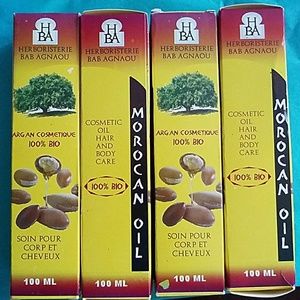 HBA
HERBORISTERIE
BAB AGNAOU
ARGAN COSMETIQUE
100% BIO
SOIN POUR
CORP ET
CHEVEUX
100 ML
HBA
HERBORISTERIE
BAB AGNAOU
COSMETIC
OIL
HAIR
AND
BODY
CARE
100% BIO
MOROCAN OIL
100 ML
HBA
HERBORISTERIE
BAB AGNAOU
ARGAN COSMETIQUE
100% BIO
SOIN POUR
CORP ET
CHEVEUX
100 ML
HBA
HERBORISTERIE
BAB AGNAOU
COSMETIC
OIL
HAIR
AND
BODY
CARE
100% BIO
MOROCAN OIL
100 ML